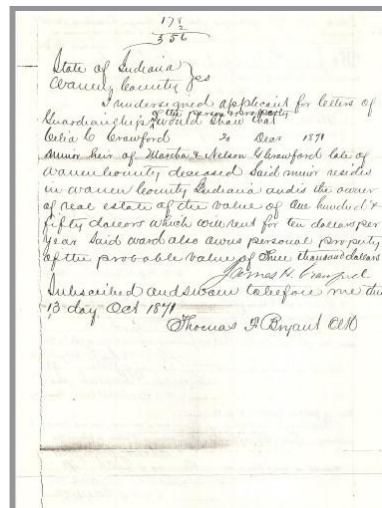 178
356
State of Indiana
Warren County } ss
I undersigned applicant for letters of
of the person & property
Guardianship would show that
Celia C Crawford 1871
minor heir of Martha & Nelson G Crawford late of
Warren County deceased Said minor resides
in Warren County Indiana and is the owner
of real estate of the value of One hundred &
fifty dollars which will rent for ten dollars per
year Said ward also owns personal property
of the probable value of Three thousand dollars
James H Crawford
Subscribed and sworn to before me this
13 day Oct 1871
Thomas F Bryant Clk